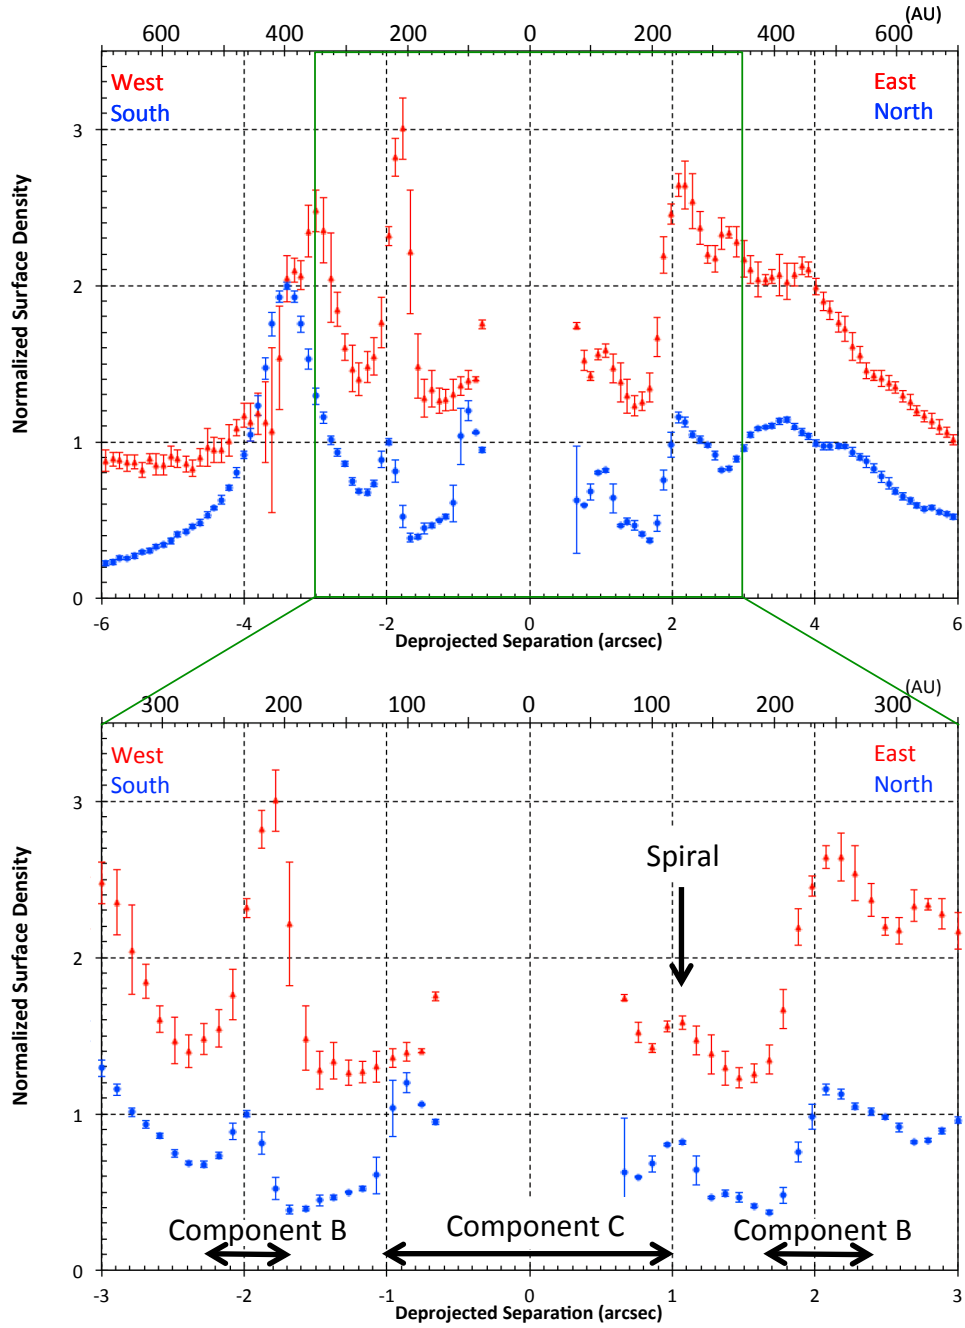 (AU)
600 400 200 0 200 400 600
West
South
East
North
3
2
1
0
Normalized Surface Density
-6 -4 -2 0 2 4 6
Deprojected Separation (arcsec)
(AU)
300 200 100 0 100 200 300
West
South
East
North
3
Spiral
2
1
0
Normalized Surface Density
Component B Component C Component B
-3 -2 -1 0 1 2 3
Deprojected Separation (arcsec)